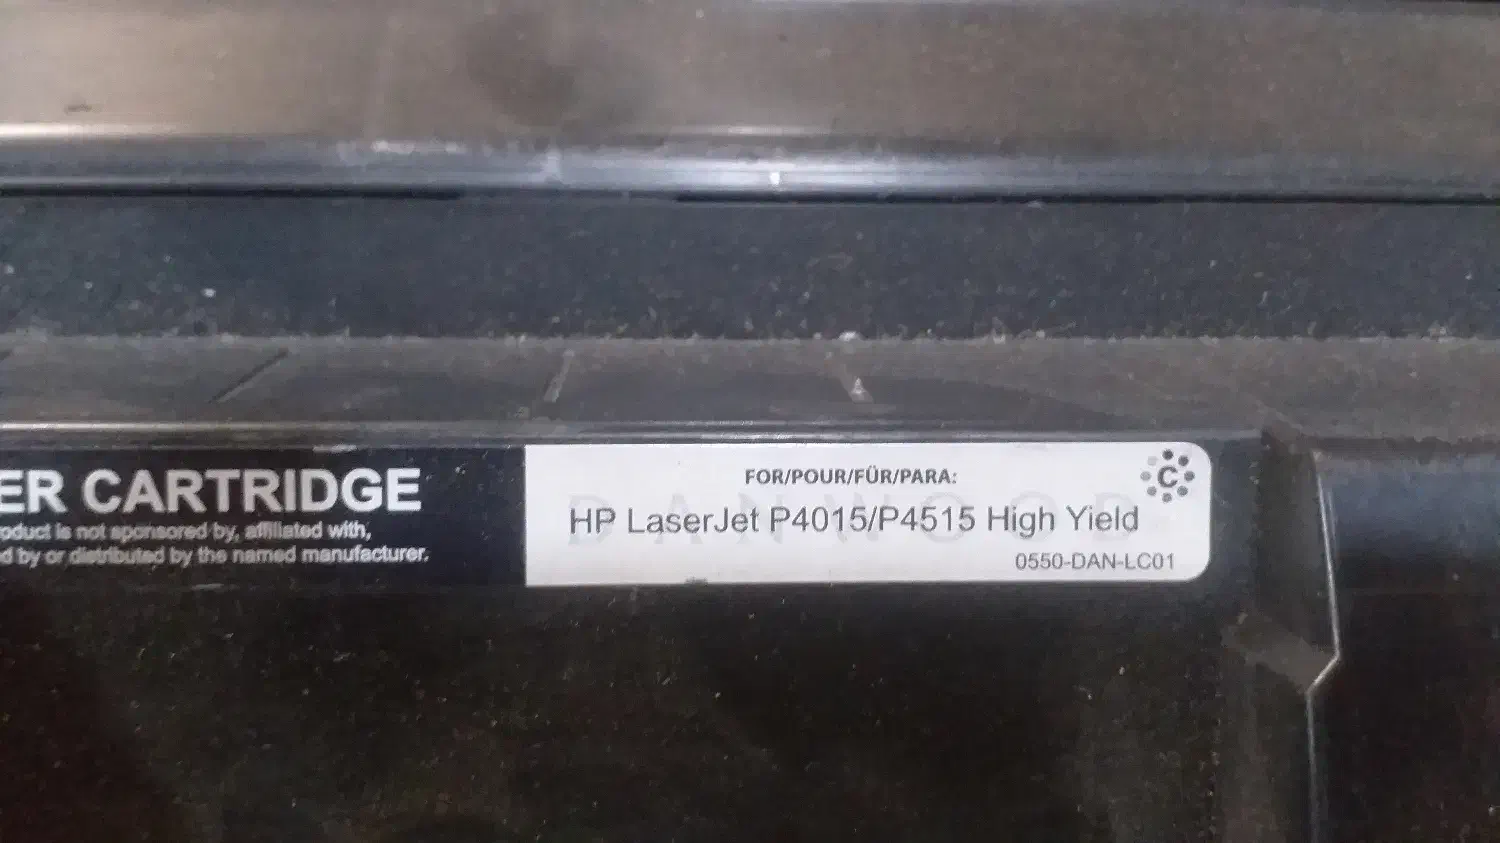 ER CARTRIDGE
oduct is not sponsored by, affiliated with,
d by or distributed by the named manufacturer.
FOR/POUR/FÜR/PARA:
C
DANWOOD
HP LaserJet P4015/P4515 High Yield
0550-DAN-LC01